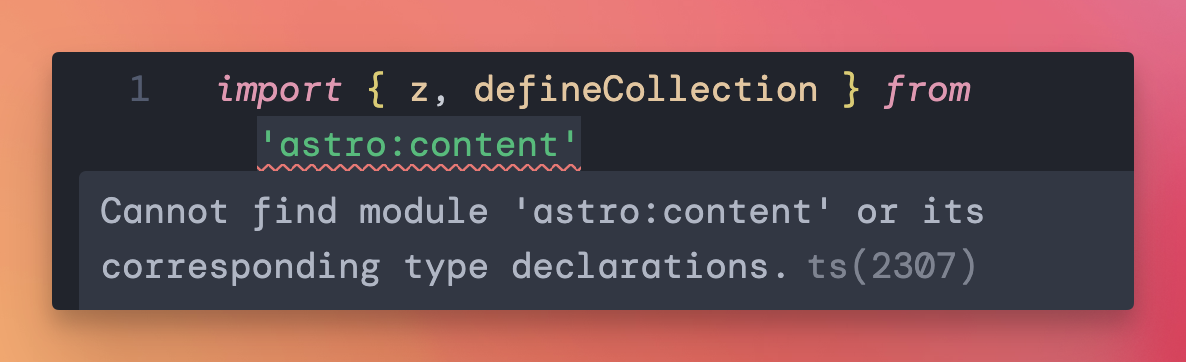 1 import { z, defineCollection } from
'astro:content'
Cannot find module 'astro:content' or its
corresponding type declarations. ts(2307)